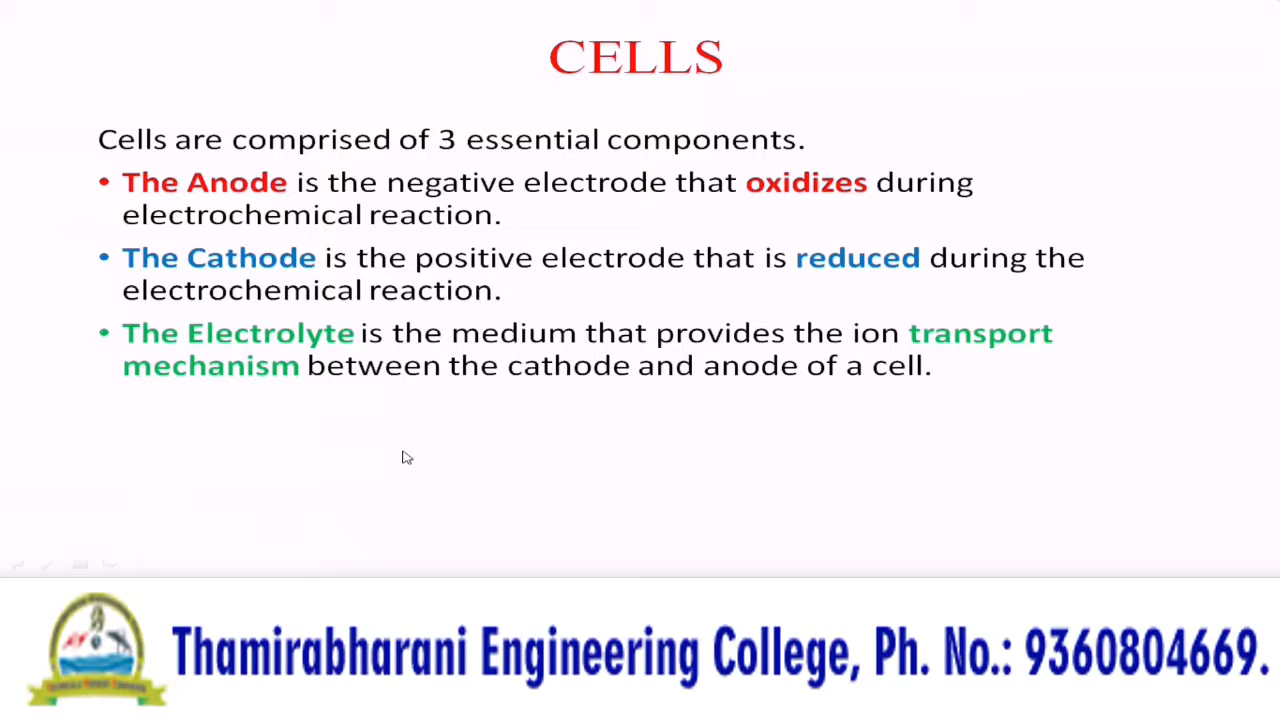 CELLS
Cells are comprised of 3 essential components.
• The Anode is the negative electrode that oxidizes during
electrochemical reaction.
• The Cathode is the positive electrode that is reduced during the
electrochemical reaction.
• The Electrolyte is the medium that provides the ion transport
mechanism between the cathode and anode of a cell.
Thamirabharani Engineering College, Ph. No.: 9360804669.